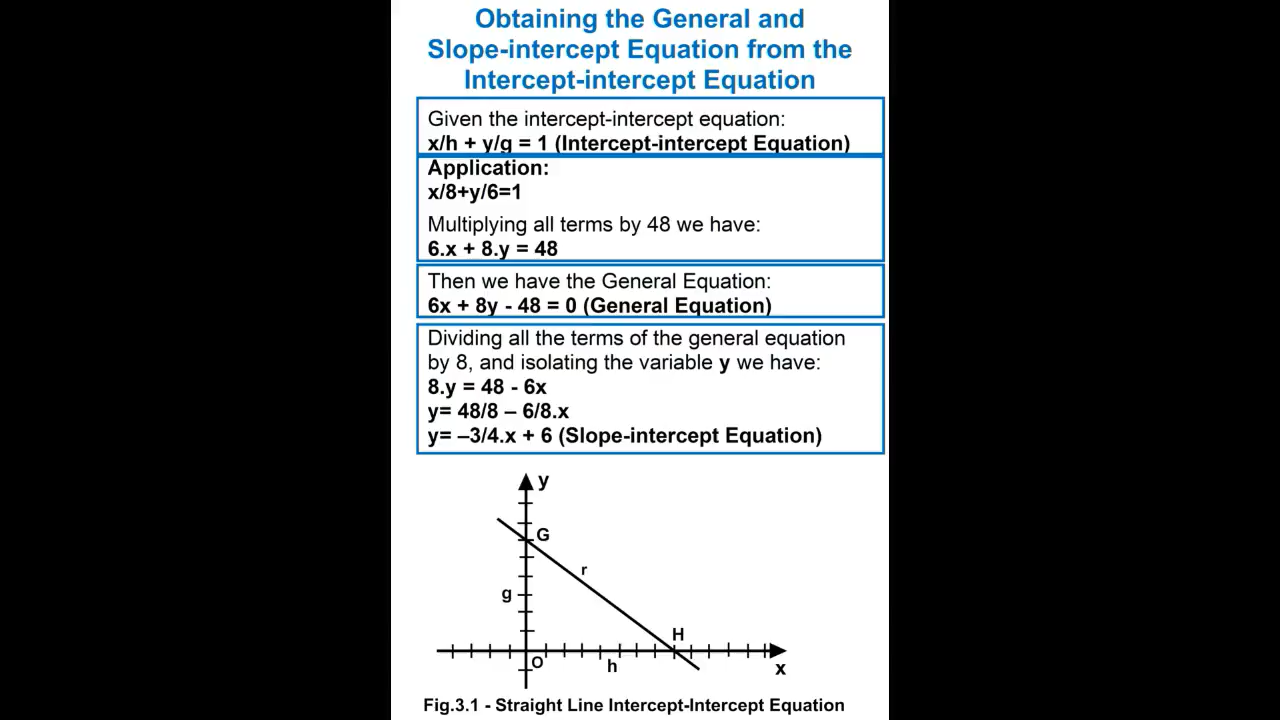 Obtaining the General and
Slope-intercept Equation from the
Intercept-intercept Equation
Given the intercept-intercept equation:
x/h + y/g = 1 (Intercept-intercept Equation)
Application:
x/8+y/6=1
Multiplying all terms by 48 we have:
6.x + 8.y = 48
Then we have the General Equation:
6x + 8y - 48 = 0 (General Equation)
Dividing all the terms of the general equation
by 8, and isolating the variable y we have:
8.y = 48 - 6x
y= 48/8 – 6/8.x
y= –3/4.x + 6 (Slope-intercept Equation)
y
G
r
g
H
O
h
x
Fig.3.1 - Straight Line Intercept-Intercept Equation